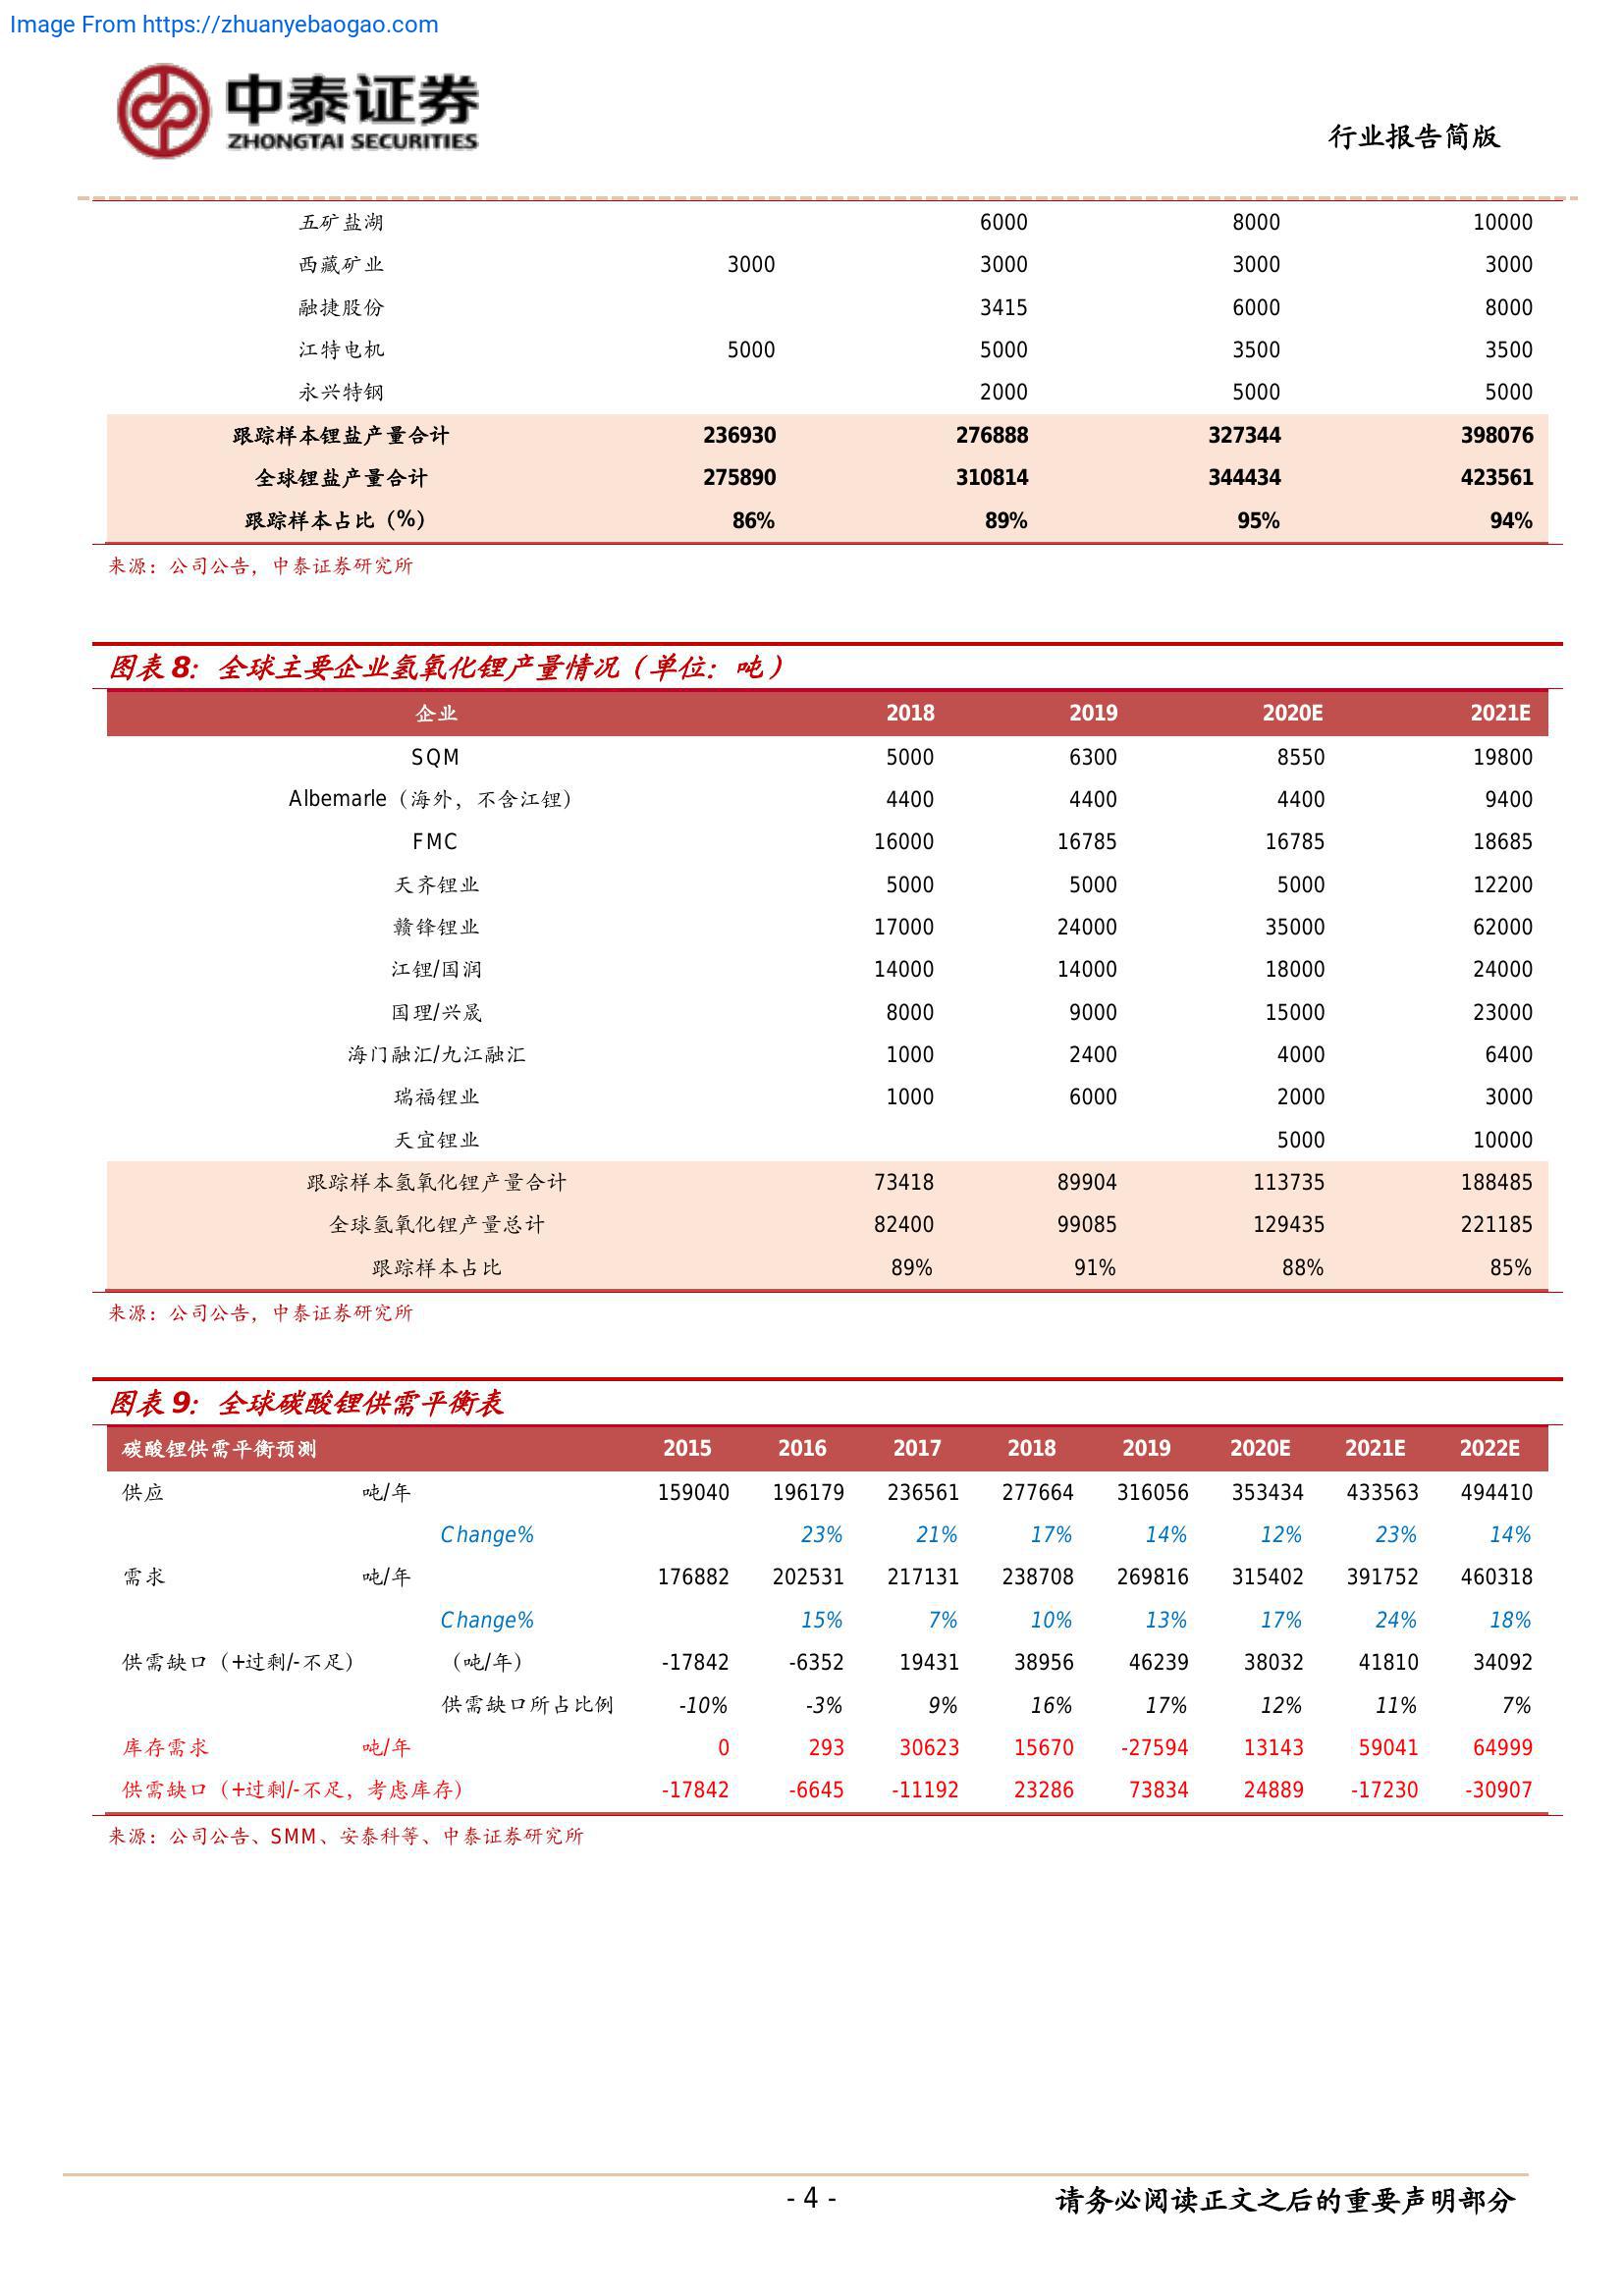 Image From https://zhuanyebaogao.com
中泰证券
ZHONGTAI SECURITIES
行业报告简版
五矿盐湖 6000 8000 10000
西藏矿业 3000 3000 3000 3000
融捷股份 3415 6000 8000
江特电机 5000 5000 3500 3500
永兴特钢 2000 5000 5000
跟踪样本锂盐产量合计 236930 276888 327344 398076
全球锂盐产量合计 275890 310814 344434 423561
跟踪样本占比（%） 86% 89% 95% 94%
来源：公司公告，中泰证券研究所
图表 8：全球主要企业氢氧化锂产量情况（单位：吨）
企业 2018 2019 2020E 2021E
SQM 5000 6300 8550 19800
Albemarle（海外，不含江锂） 4400 4400 4400 9400
FMC 16000 16785 16785 18685
天齐锂业 5000 5000 5000 12200
赣锋锂业 17000 24000 35000 62000
江锂/国润 14000 14000 18000 24000
国理/兴晟 8000 9000 15000 23000
海门融汇/九江融汇 1000 2400 4000 6400
瑞福锂业 1000 6000 2000 3000
天宜锂业 5000 10000
跟踪样本氢氧化锂产量合计 73418 89904 113735 188485
全球氢氧化锂产量总计 82400 99085 129435 221185
跟踪样本占比 89% 91% 88% 85%
来源：公司公告，中泰证券研究所
图表 9：全球碳酸锂供需平衡表
碳酸锂供需平衡预测 2015 2016 2017 2018 2019 2020E 2021E 2022E
供应 吨/年 159040 196179 236561 277664 316056 353434 433563 494410
Change% 23% 21% 17% 14% 12% 23% 14%
需求 吨/年 176882 202531 217131 238708 269816 315402 391752 460318
Change% 15% 7% 10% 13% 17% 24% 18%
供需缺口（+过剩/-不足） （吨/年） -17842 -6352 19431 38956 46239 38032 41810 34092
供需缺口所占比例 -10% -3% 9% 16% 17% 12% 11% 7%
库存需求 吨/年 0 293 30623 15670 -27594 13143 59041 64999
供需缺口（+过剩/-不足，考虑库存） -17842 -6645 -11192 23286 73834 24889 -17230 -30907
来源：公司公告、SMM、安泰科等、中泰证券研究所
- 4 -
请务必阅读正文之后的重要声明部分